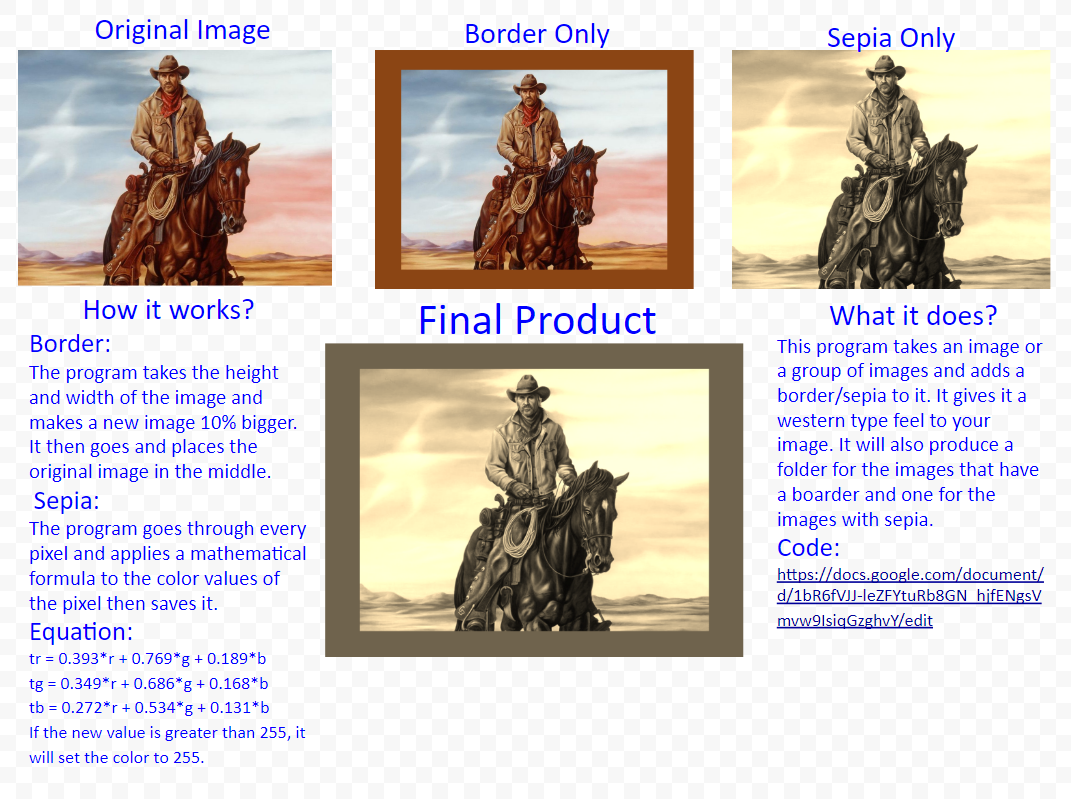 Original Image
Border Only
Sepia Only
How it works?
Border:
The program takes the height
and width of the image and
makes a new image 10% bigger.
It then goes and places the
original image in the middle.
Sepia:
The program goes through every
pixel and applies a mathematical
formula to the color values of
the pixel then saves it.
Equation:
tr = 0.393*r + 0.769*g + 0.189*b
tg = 0.349*r + 0.686*g + 0.168*b
tb = 0.272*r + 0.534*g + 0.131*b
If the new value is greater than 255, it
will set the color to 255.
Final Product
What it does?
This program takes an image or
a group of images and adds a
border/sepia to it. It gives it a
western type feel to your
image. It will also produce a
folder for the images that have
a boarder and one for the
images with sepia.
Code:
https://docs.google.com/document/
d/1bR6fVJJ-leZFYtuRb8GN_hjfENgsV
mvw9IsiqGzghvY/edit